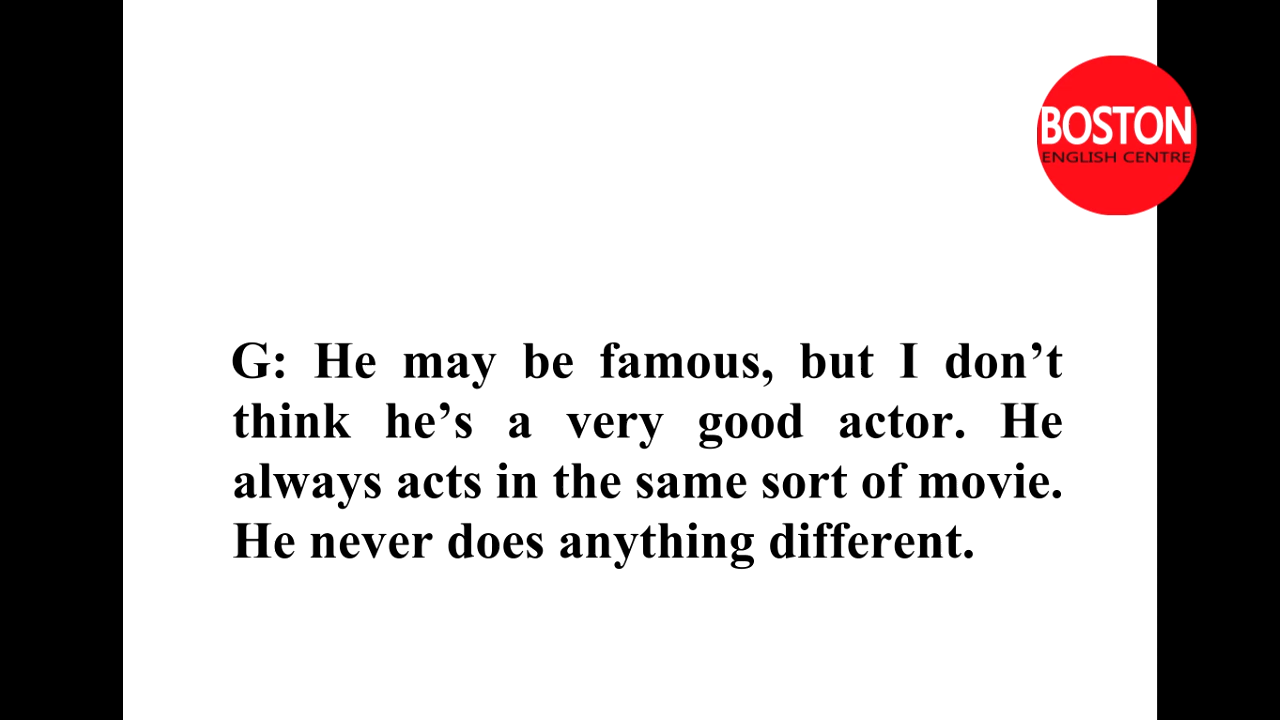 BOSTON
ENGLISH CENTRE
G: He may be famous, but I don’t
think he’s a very good actor. He
always acts in the same sort of movie.
He never does anything different.